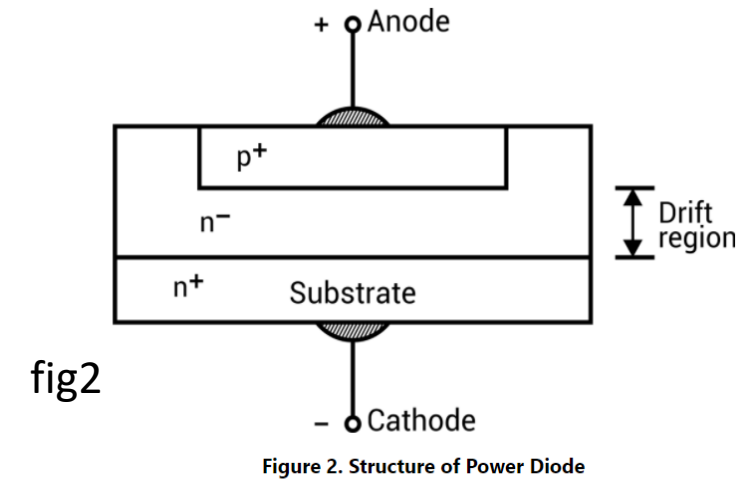 + Anode
p+
n−
Drift
region
n+ Substrate
fig2
− Cathode
Figure 2. Structure of Power Diode